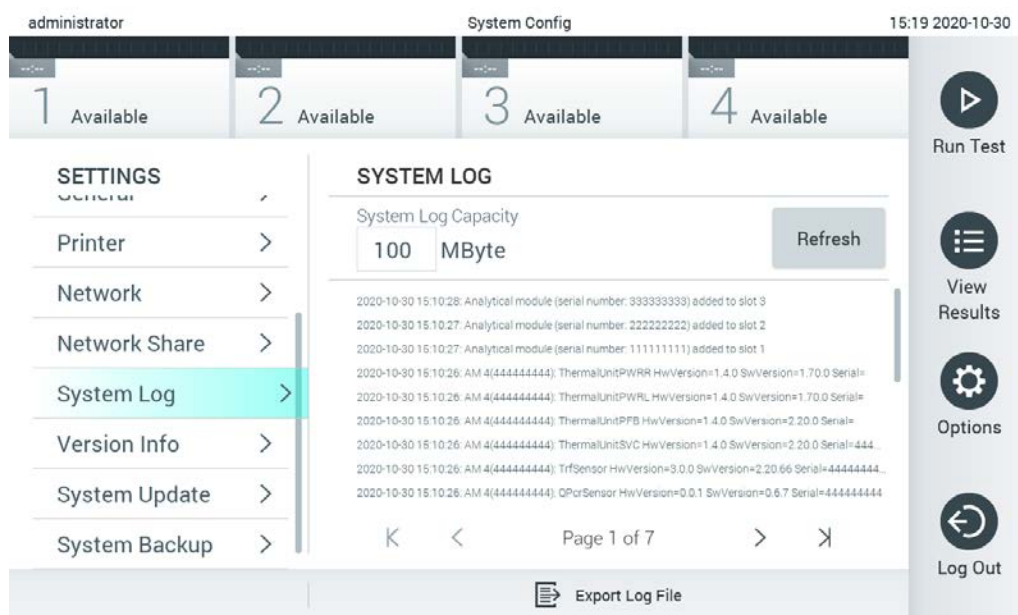 administrator
System Config
15:19 2020-10-30
--:--
--:--
--:--
--:--
1 Available
2 Available
3 Available
4 Available
Run Test
SETTINGS
General
Printer
Network
Network Share
System Log
Version Info
System Update
System Backup
SYSTEM LOG
System Log Capacity
100 MByte
Refresh
2020-10-30 15:10:28: Analytical module (serial number: 333333333) added to slot 3
2020-10-30 15:10:27: Analytical module (serial number: 222222222) added to slot 2
2020-10-30 15:10:27: Analytical module (serial number: 111111111) added to slot 1
2020-10-30 15:10:26: AM 4(444444444): ThermalUnitPWRR HwVersion=1.4.0 SwVersion=1.70.0 Serial=
2020-10-30 15:10:26: AM 4(444444444): ThermalUnitPWRL HwVersion=1.4.0 SwVersion=1.70.0 Serial=
2020-10-30 15:10:26: AM 4(444444444): ThermalUnitPFB HwVersion=1.4.0 SwVersion=2.20.0 Serial=
2020-10-30 15:10:26: AM 4(444444444): ThermalUnitSVC HwVersion=1.4.0 SwVersion=2.20.0 Serial=444...
2020-10-30 15:10:26: AM 4(444444444): TrfSensor HwVersion=3.0.0 SwVersion=2.20.66 Serial=44444444...
2020-10-30 15:10:26: AM 4(444444444): QPcrSensor HwVersion=0.0.1 SwVersion=0.6.7 Serial=444444444
Page 1 of 7
Export Log File
View
Results
Options
Log Out